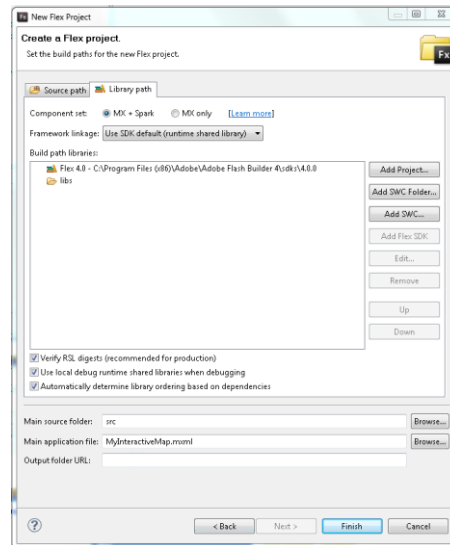 New Flex Project
Create a Flex project.
Set the build paths for the new Flex project.
Fx
Source path Library path
Component set: MX + Spark MX only [Learn more]
Framework linkage: Use SDK default (runtime shared library)
Build path libraries:
Flex 4.0 - C:\Program Files (x86)\Adobe\Adobe Flash Builder 4\sdks\4.0.0
libs
Add Project...
Add SWC Folder...
Add SWC...
Add Flex SDK
Edit...
Remove
Up
Down
Verify RSL digests (recommended for production)
Use local debug runtime shared libraries when debugging
Automatically determine library ordering based on dependencies
Main source folder: src Browse...
Main application file: MyInteractiveMap.mxml Browse...
Output folder URL:
? < Back Next > Finish Cancel